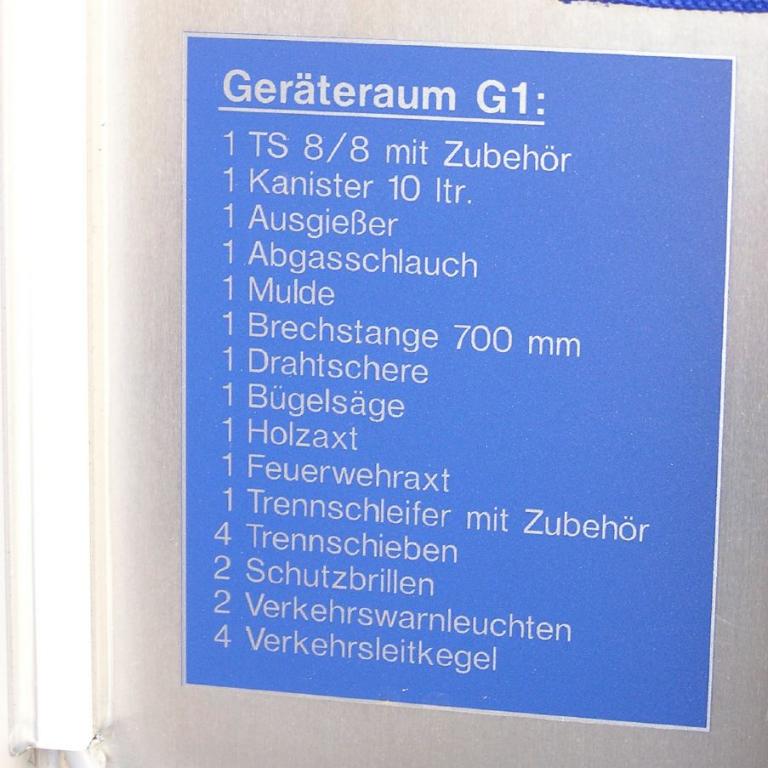 Geräteraum G1:
1 TS 8/8 mit Zubehör
1 Kanister 10 ltr.
1 Ausgießer
1 Abgasschlauch
1 Mulde
1 Brechstange 700 mm
1 Drahtschere
1 Bügelsäge
1 Holzaxt
1 Feuerwehraxt
1 Trennschleifer mit Zubehör
4 Trennschieben
2 Schutzbrillen
2 Verkehrswarnleuchten
4 Verkehrsleitkegel